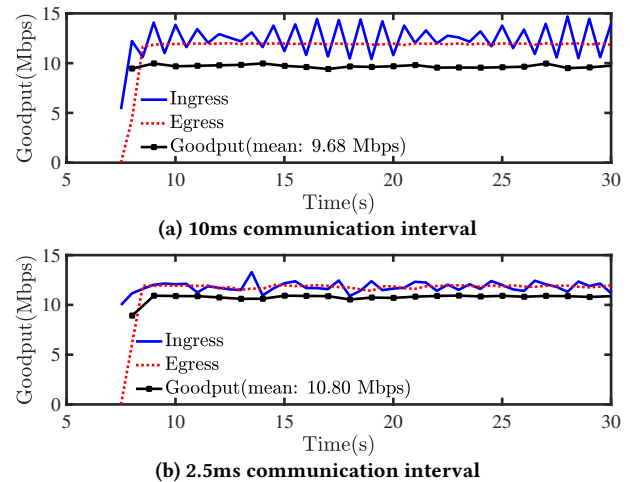 15
10
5
0
Goodput(Mbps)
Ingress
Egress
Goodput(mean: 9.68 Mbps)
5 10 15 20 25 30
Time(s)
(a) 10ms communication interval
15
10
5
0
Goodput(Mbps)
Ingress
Egress
Goodput(mean: 10.80 Mbps)
5 10 15 20 25 30
Time(s)
(b) 2.5ms communication interval